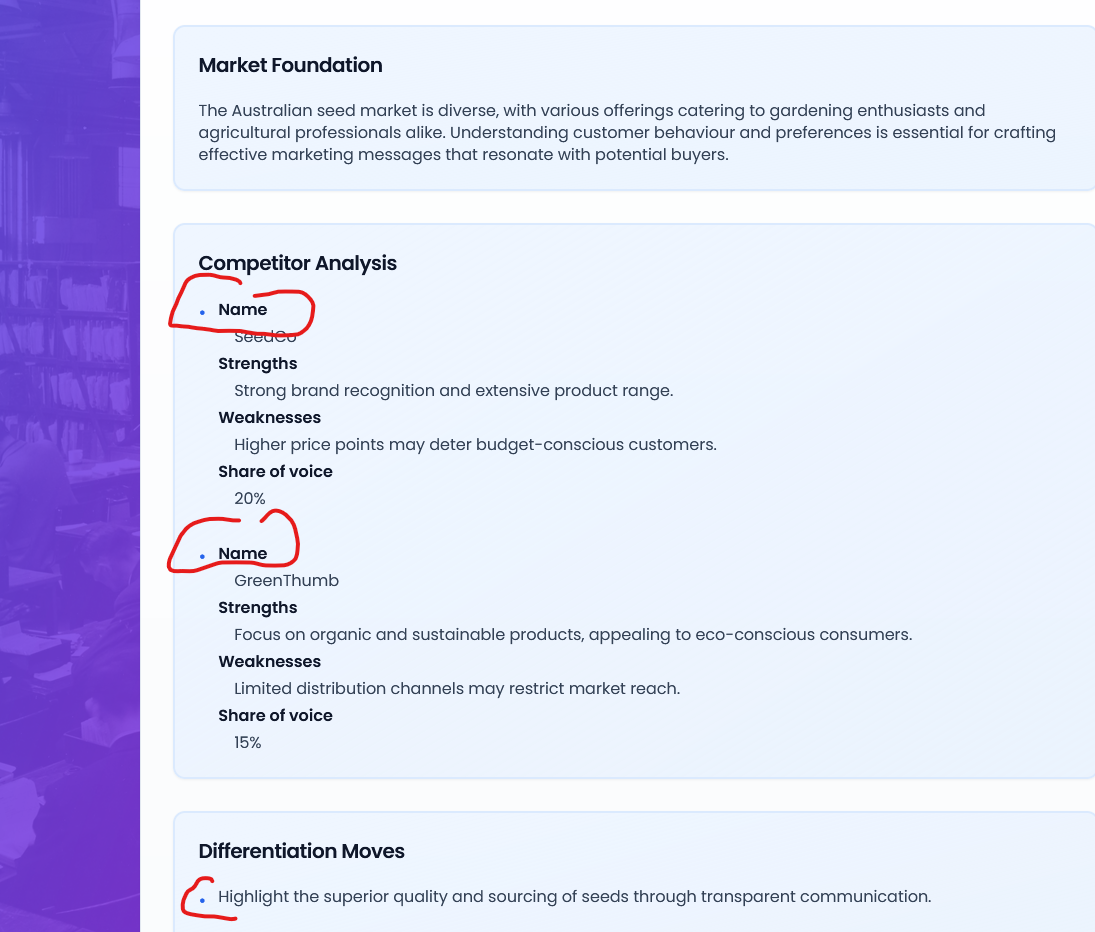 Market Foundation
The Australian seed market is diverse, with various offerings catering to gardening enthusiasts and
agricultural professionals alike. Understanding customer behaviour and preferences is essential for crafting
effective marketing messages that resonate with potential buyers.
Competitor Analysis
• Name
SeedCo
Strengths
Strong brand recognition and extensive product range.
Weaknesses
Higher price points may deter budget-conscious customers.
Share of voice
20%
• Name
GreenThumb
Strengths
Focus on organic and sustainable products, appealing to eco-conscious consumers.
Weaknesses
Limited distribution channels may restrict market reach.
Share of voice
15%
Differentiation Moves
• Highlight the superior quality and sourcing of seeds through transparent communication.